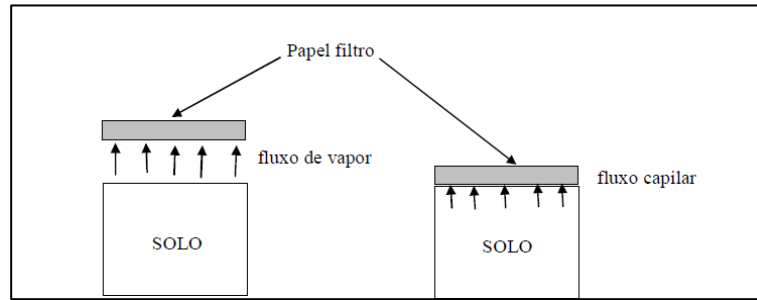 Papel filtro
fluxo de vapor
fluxo capilar
SOLO
SOLO